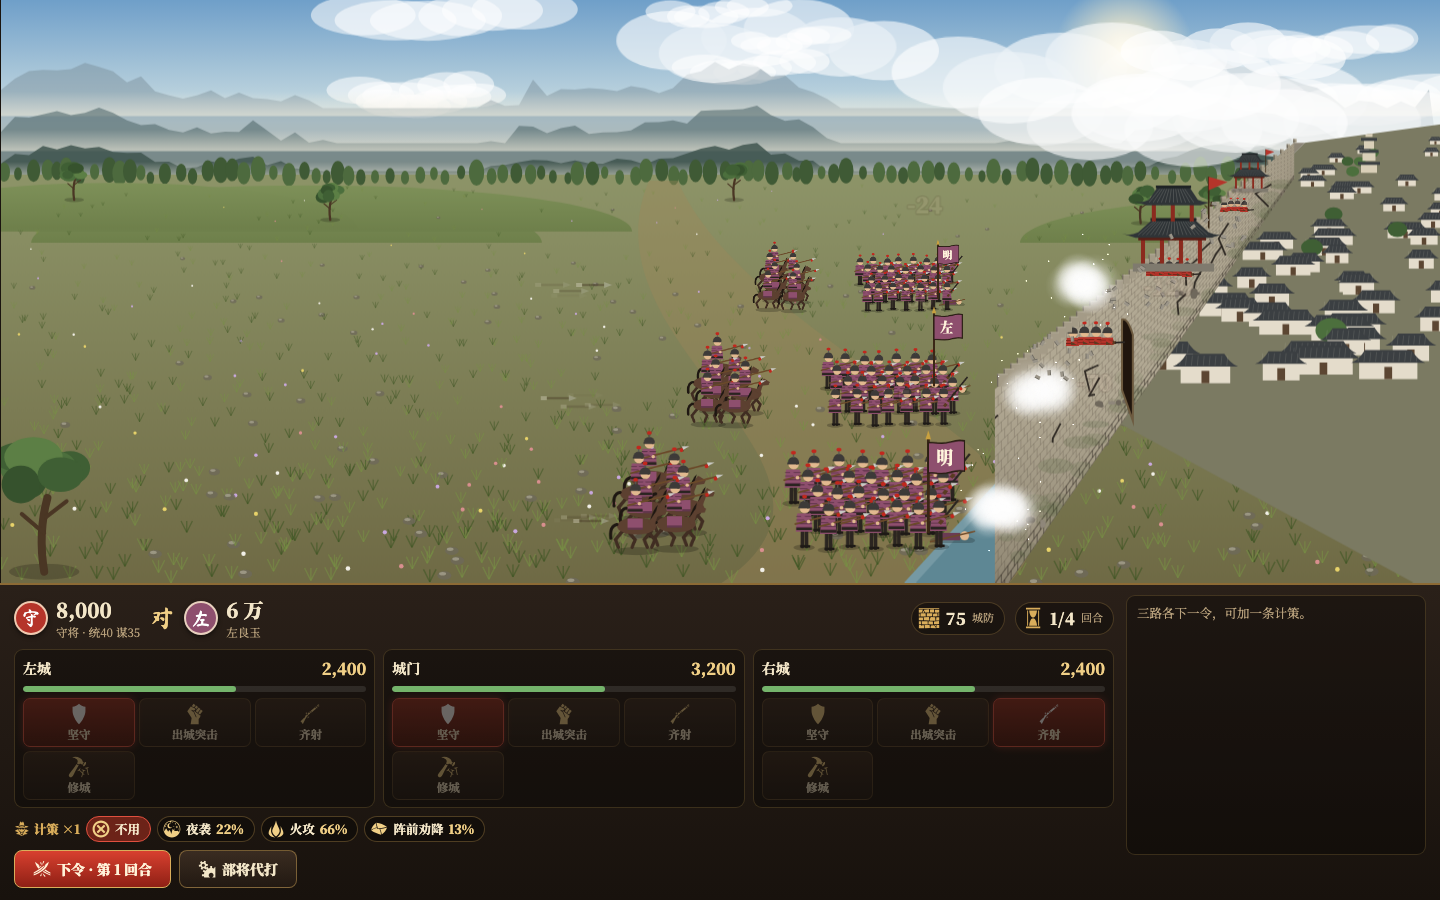 -24
明
左
明
守
8,000
守将 · 统40 谋35
对
左
6 万
左良玉
75 城防
1/4 回合
三路各下一令，可加一条计策。
左城
2,400
坚守
出城突击
齐射
修城
城门
3,200
坚守
出城突击
齐射
修城
右城
2,400
坚守
出城突击
齐射
修城
计策 ×1
不用
夜袭 22%
火攻 66%
阵前劝降 13%
下令 · 第 1 回合
部将代打